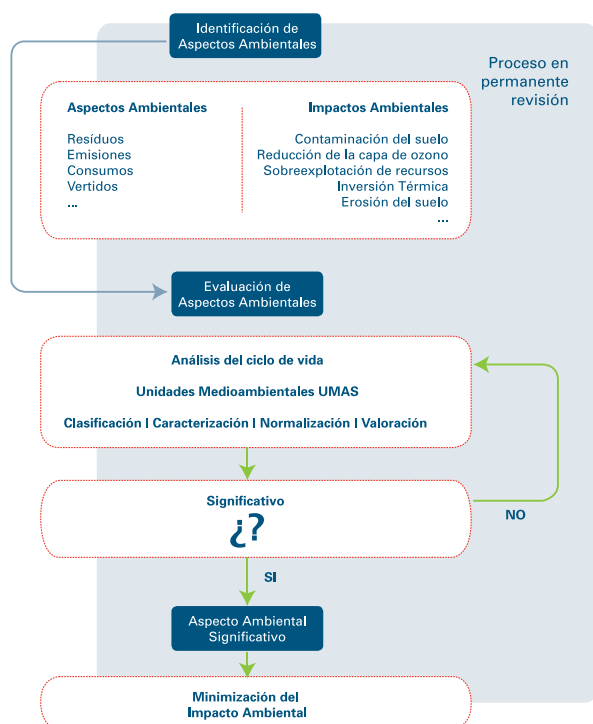 Identificación de
Aspectos Ambientales
Proceso en
permanente
revisión
Aspectos Ambientales
Resíduos
Emisiones
Consumos
Vertidos
...
Impactos Ambientales
Contaminación del suelo
Reducción de la capa de ozono
Sobreexplotación de recursos
Inversión Térmica
Erosión del suelo
...
Evaluación de
Aspectos Ambientales
Análisis del ciclo de vida
Unidades Medioambientales UMAS
Clasificación I Caracterización I Normalización I Valoración
Significativo
¿?
NO
SI
Aspecto Ambiental
Significativo
Minimización del
Impacto Ambiental